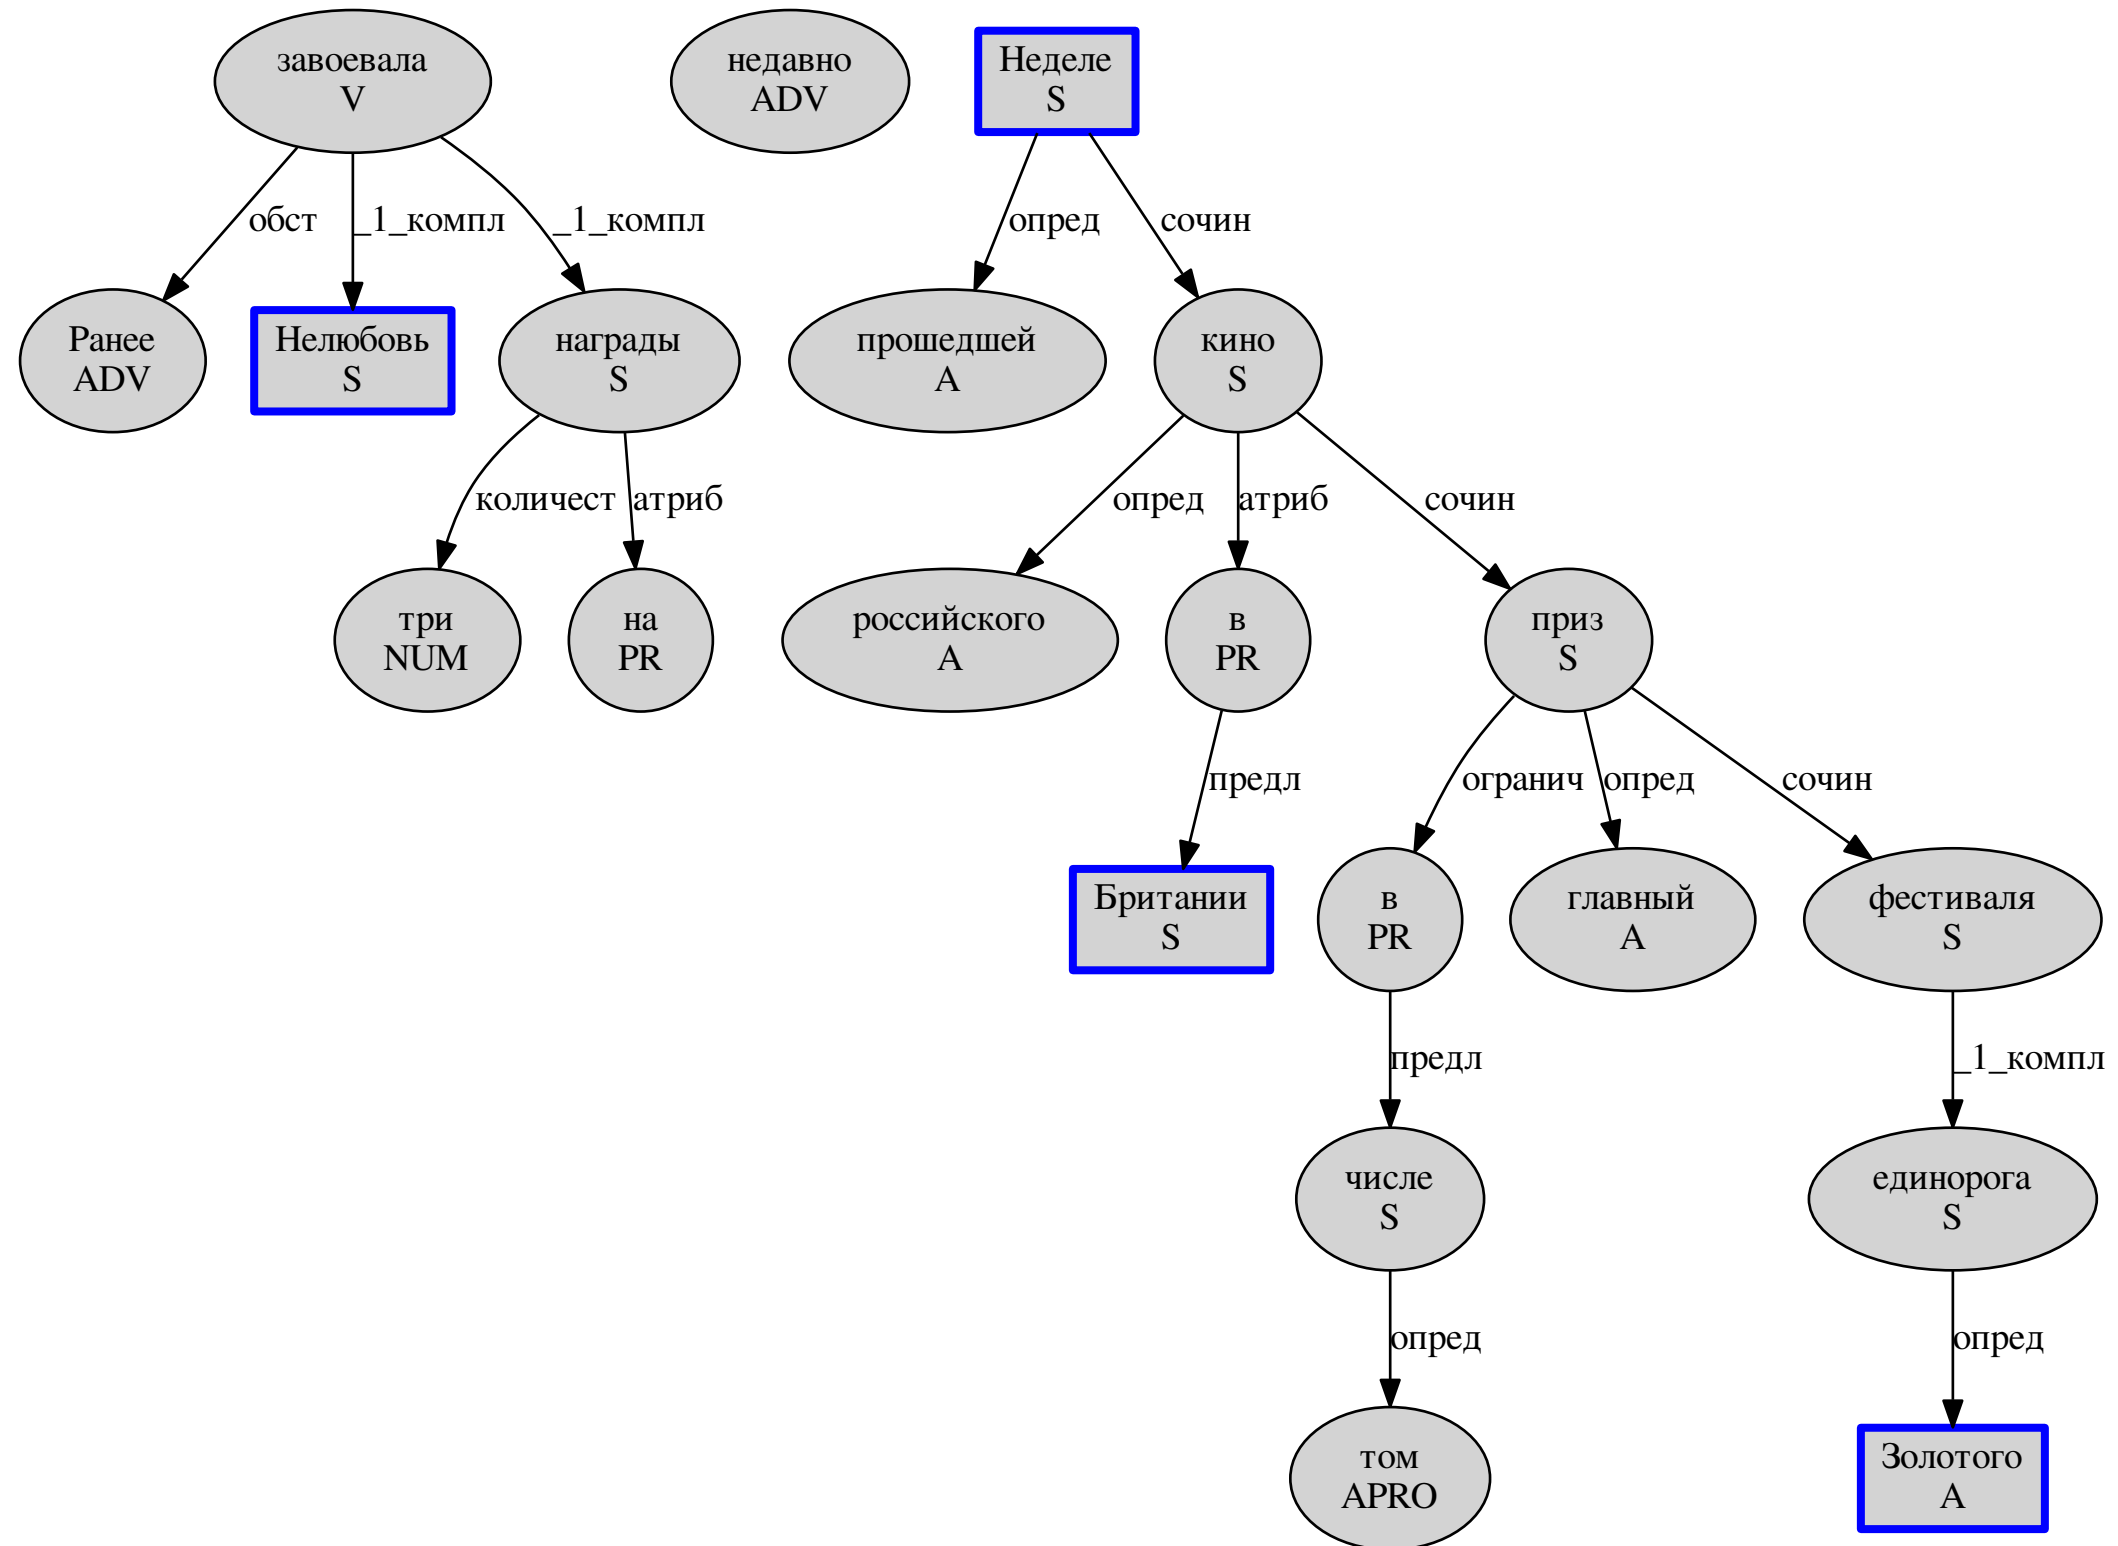 завоевала
V
недавно
ADV
Неделе
S
обст
_1_компл
_1_компл
опред
сочин
Ранее
ADV
Нелюбовь
S
награды
S
прошедшей
A
кино
S
количест
атриб
опред
атриб
сочин
три
NUM
на
PR
российского
A
в
PR
приз
S
предл
огранич
опред
сочин
Британии
S
в
PR
главный
A
фестиваля
S
предл
_1_компл
числе
S
единорога
S
опред
опред
том
APRO
Золотого
A